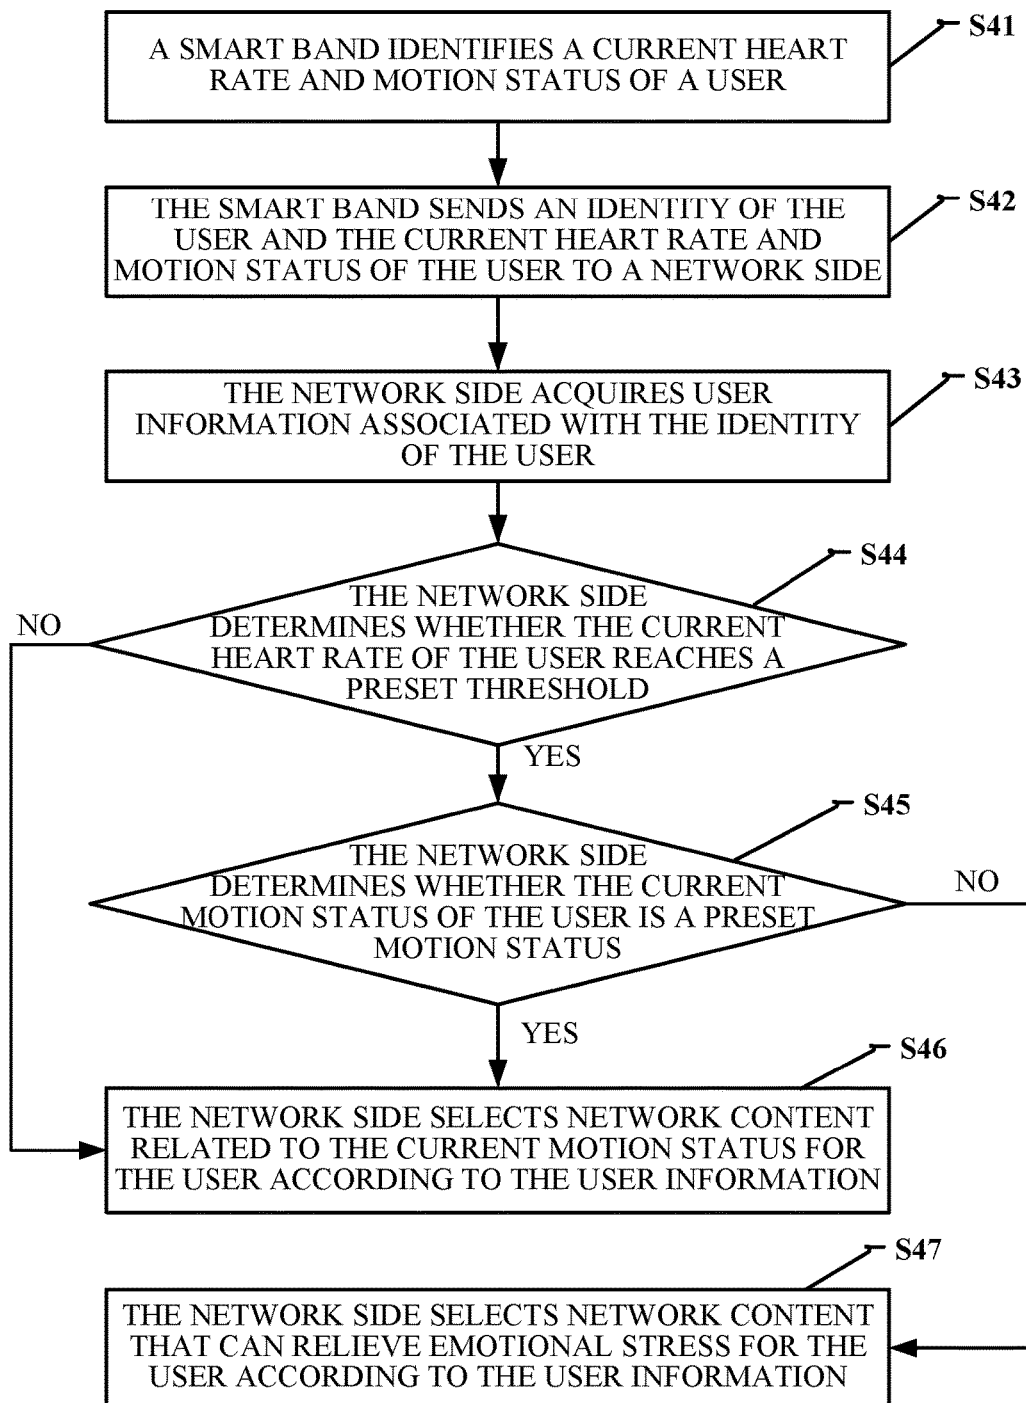 S41
A SMART BAND IDENTIFIES A CURRENT HEART
RATE AND MOTION STATUS OF A USER
S42
THE SMART BAND SENDS AN IDENTITY OF THE
USER AND THE CURRENT HEART RATE AND
MOTION STATUS OF THE USER TO A NETWORK SIDE
S43
THE NETWORK SIDE ACQUIRES USER
INFORMATION ASSOCIATED WITH THE IDENTITY
OF THE USER
S44
THE NETWORK SIDE
DETERMINES WHETHER THE CURRENT
HEART RATE OF THE USER REACHES A
PRESET THRESHOLD
NO
YES
S45
THE NETWORK SIDE
DETERMINES WHETHER THE CURRENT
MOTION STATUS OF THE USER IS A PRESET
MOTION STATUS
NO
YES
S46
THE NETWORK SIDE SELECTS NETWORK CONTENT
RELATED TO THE CURRENT MOTION STATUS FOR
THE USER ACCORDING TO THE USER INFORMATION
S47
THE NETWORK SIDE SELECTS NETWORK CONTENT
THAT CAN RELIEVE EMOTIONAL STRESS FOR THE
USER ACCORDING TO THE USER INFORMATION